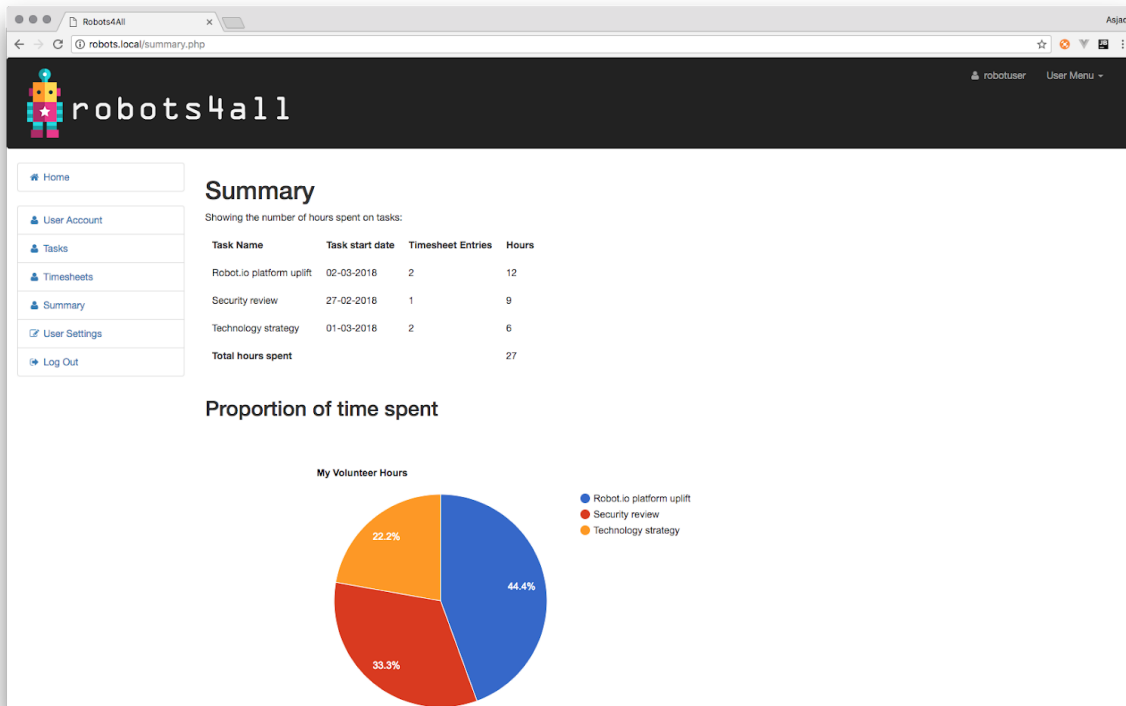 Robots4All
Asjad
robots.local/summary.php
robotuser User Menu
robots4all
Home
User Account
Tasks
Timesheets
Summary
User Settings
Log Out
Summary
Showing the number of hours spent on tasks:
Task Name Task start date Timesheet Entries Hours
Robot.io platform uplift 02-03-2018 2 12
Security review 27-02-2018 1 9
Technology strategy 01-03-2018 2 6
Total hours spent 27
Proportion of time spent
My Volunteer Hours
Robot.io platform uplift
Security review
Technology strategy
22.2%
44.4%
33.3%